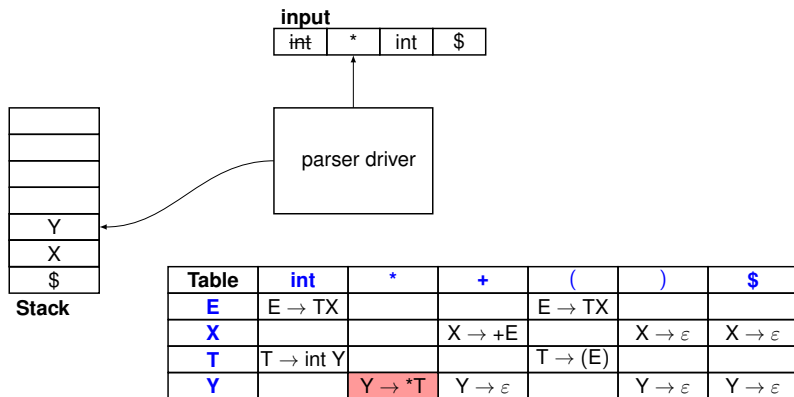 input
int * int $
parser driver
Y
X
$
Stack
Table int * + ( ) $
E E → TX E → TX
X X → +E X → ε X → ε
T T → int Y T → (E)
Y Y → *T Y → ε Y → ε Y → ε